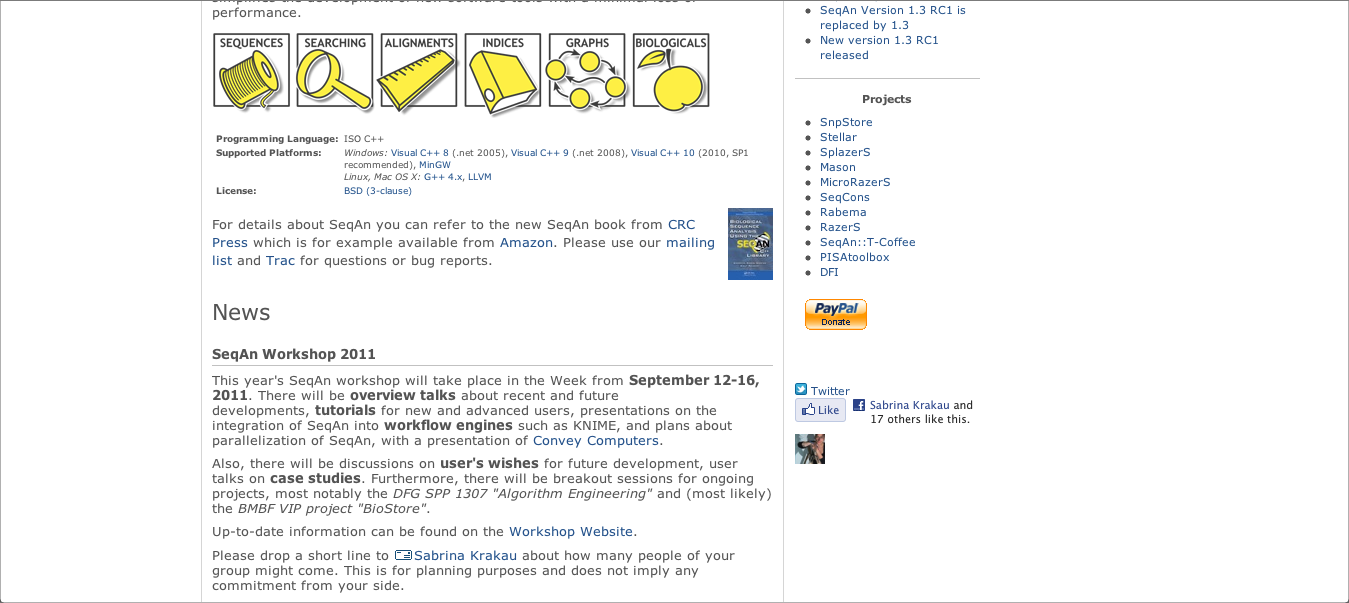 performance.
SEQUENCES SEARCHING ALIGNMENTS INDICES GRAPHS BIOLOGICALS
Programming Language: ISO C++
Supported Platforms: Windows: Visual C++ 8 (.net 2005), Visual C++ 9 (.net 2008), Visual C++ 10 (2010, SP1
recommended), MinGW
Linux, Mac OS X: G++ 4.x, LLVM
License: BSD (3-clause)
For details about SeqAn you can refer to the new SeqAn book from CRC
Press which is for example available from Amazon. Please use our mailing
list and Trac for questions or bug reports.
BIOLOGICAL
SEQUENCE
ANALYSIS
USING THE
SEQAN
C++
LIBRARY
News
SeqAn Workshop 2011
This year's SeqAn workshop will take place in the Week from September 12-16,
2011. There will be overview talks about recent and future
developments, tutorials for new and advanced users, presentations on the
integration of SeqAn into workflow engines such as KNIME, and plans about
parallelization of SeqAn, with a presentation of Convey Computers.
Also, there will be discussions on user's wishes for future development, user
talks on case studies. Furthermore, there will be breakout sessions for ongoing
projects, most notably the DFG SPP 1307 "Algorithm Engineering" and (most likely)
the BMBF VIP project "BioStore".
Up-to-date information can be found on the Workshop Website.
Please drop a short line to Sabrina Krakau about how many people of your
group might come. This is for planning purposes and does not imply any
commitment from your side.
SeqAn Version 1.3 RC1 is
replaced by 1.3
New version 1.3 RC1
released
Projects
SnpStore
Stellar
SplazerS
Mason
MicroRazerS
SeqCons
Rabema
RazerS
SeqAn::T-Coffee
PISAtoolbox
DFI
PayPal
Donate
Twitter
Like
Sabrina Krakau and
17 others like this.